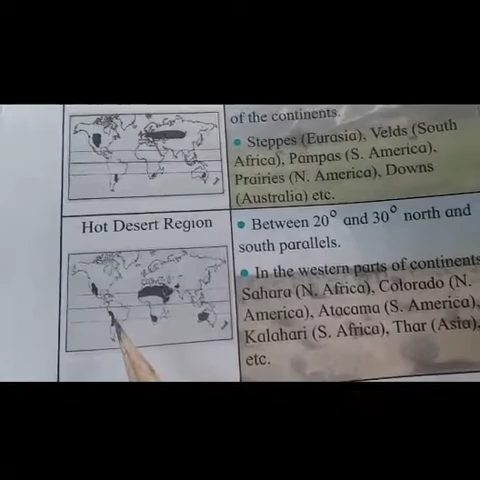 of the continents.
• Steppes (Eurasia), Velds (South
Africa), Pampas (S. America),
Prairies (N. America), Downs
(Australia) etc.
Hot Desert Region
• Between 20° and 30° north and
south parallels.
• In the western parts of continents
Sahara (N. Africa), Colorado (N.
America), Atacama (S. America),
Kalahari (S. Africa), Thar (Asia),
etc.